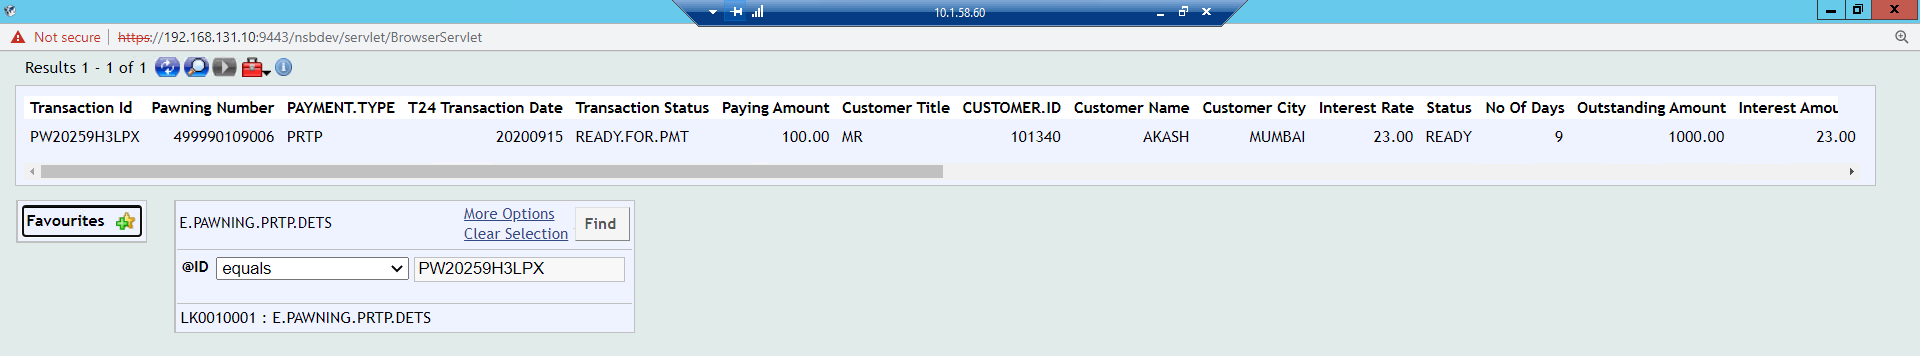 10.1.58.60
Not secure https://192.168.131.10:9443/nsbdev/servlet/BrowserServlet
Results 1 - 1 of 1
Transaction Id Pawning Number PAYMENT.TYPE T24 Transaction Date Transaction Status Paying Amount Customer Title CUSTOMER.ID Customer Name Customer City Interest Rate Status No Of Days Outstanding Amount Interest Amou
PW20259H3LPX 499990109006 PRTP 20200915 READY.FOR.PMT 100.00 MR 101340 AKASH MUMBAI 23.00 READY 9 1000.00 23.00
Favourites
E.PAWNING.PRTP.DETS
More Options
Clear Selection
Find
@ID equals PW20259H3LPX
LK0010001 : E.PAWNING.PRTP.DETS